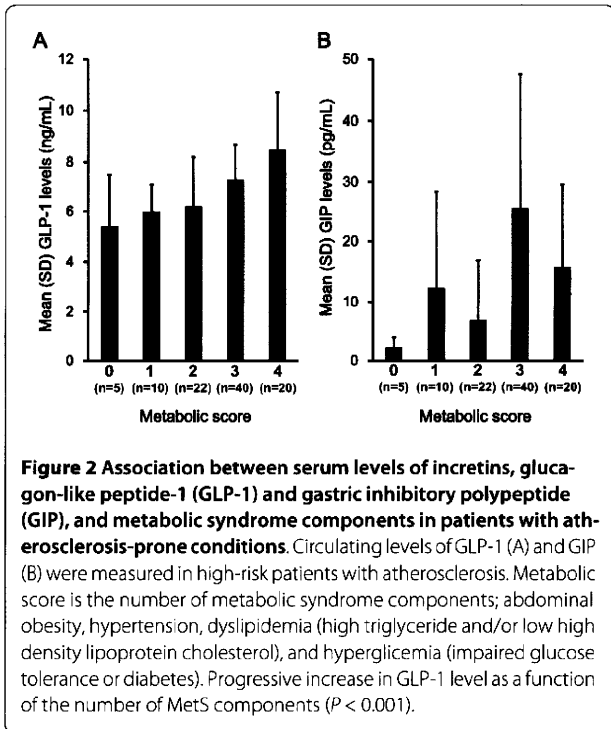 A
Mean (SD) GLP-1 levels (ng/mL)
12
10
8
6
4
2
0
0 1 2 3 4
(n=5) (n=10) (n=22) (n=40) (n=20)
Metabolic score
B
Mean (SD) GIP levels (pg/mL)
50
40
30
20
10
0
0 1 2 3 4
(n=5) (n=10) (n=22) (n=40) (n=20)
Metabolic score
Figure 2 Association between serum levels of incretins, gluca-
gon-like peptide-1 (GLP-1) and gastric inhibitory polypeptide
(GIP), and metabolic syndrome components in patients with ath-
erosclerosis-prone conditions. Circulating levels of GLP-1 (A) and GIP
(B) were measured in high-risk patients with atherosclerosis. Metabolic
score is the number of metabolic syndrome components; abdominal
obesity, hypertension, dyslipidemia (high triglyceride and/or low high
density lipoprotein cholesterol), and hyperglicemia (impaired glucose
tolerance or diabetes). Progressive increase in GLP-1 level as a function
of the number of MetS components (P < 0.001).